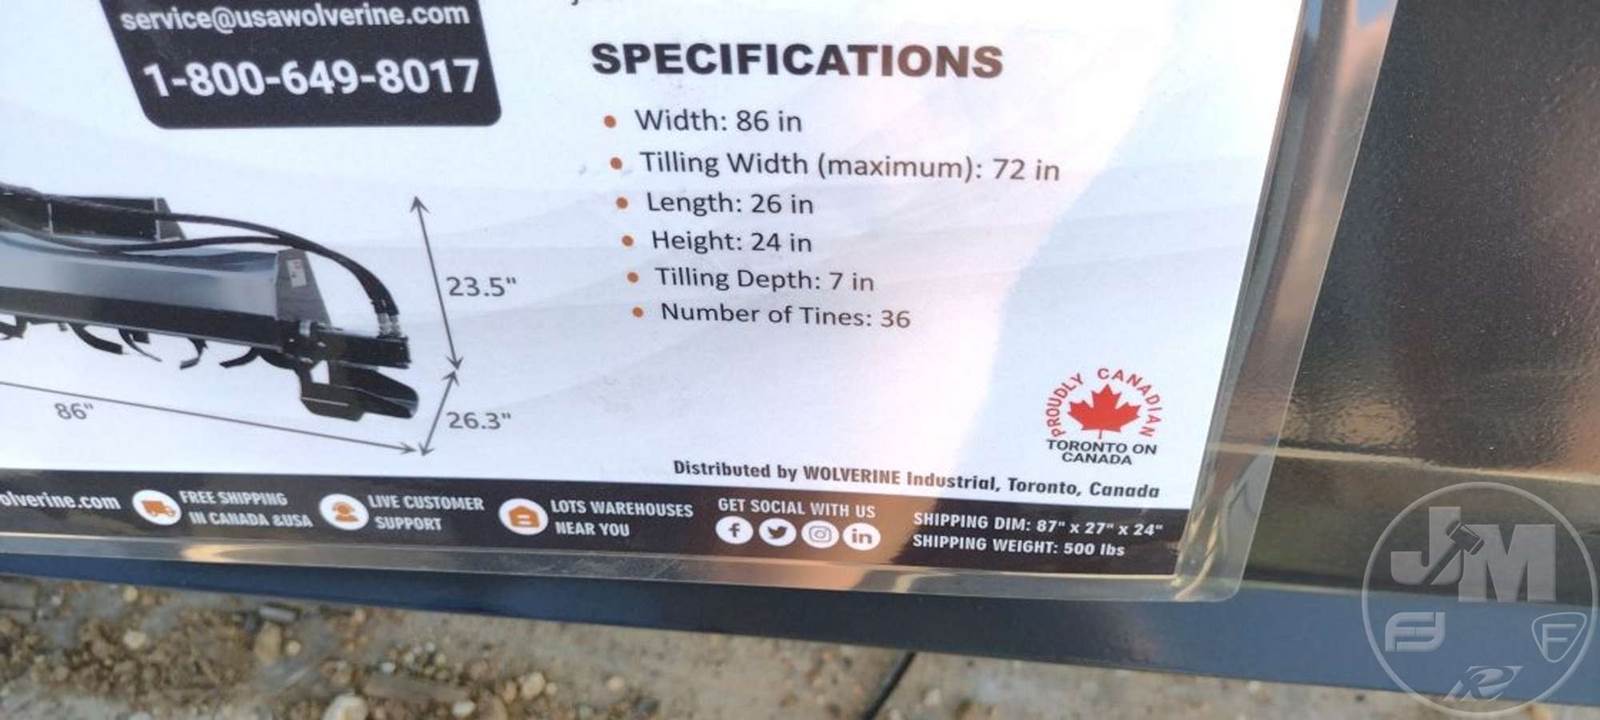 service@usawolverine.com
1-800-649-8017
SPECIFICATIONS
• Width: 86 in
• Tilling Width (maximum): 72 in
• Length: 26 in
• Height: 24 in
• Tilling Depth: 7 in
• Number of Tines: 36
23.5"
86"
26.3"
PROUDLY CANADIAN
TORONTO ON
CANADA
Distributed by WOLVERINE Industrial, Toronto, Canada
olverine.com
FREE SHIPPING
IN CANADA &USA
LIVE CUSTOMER
SUPPORT
LOTS WAREHOUSES
NEAR YOU
GET SOCIAL WITH US
f
in
SHIPPING DIM: 87" x 27" x 24"
SHIPPING WEIGHT: 500 lbs
JM